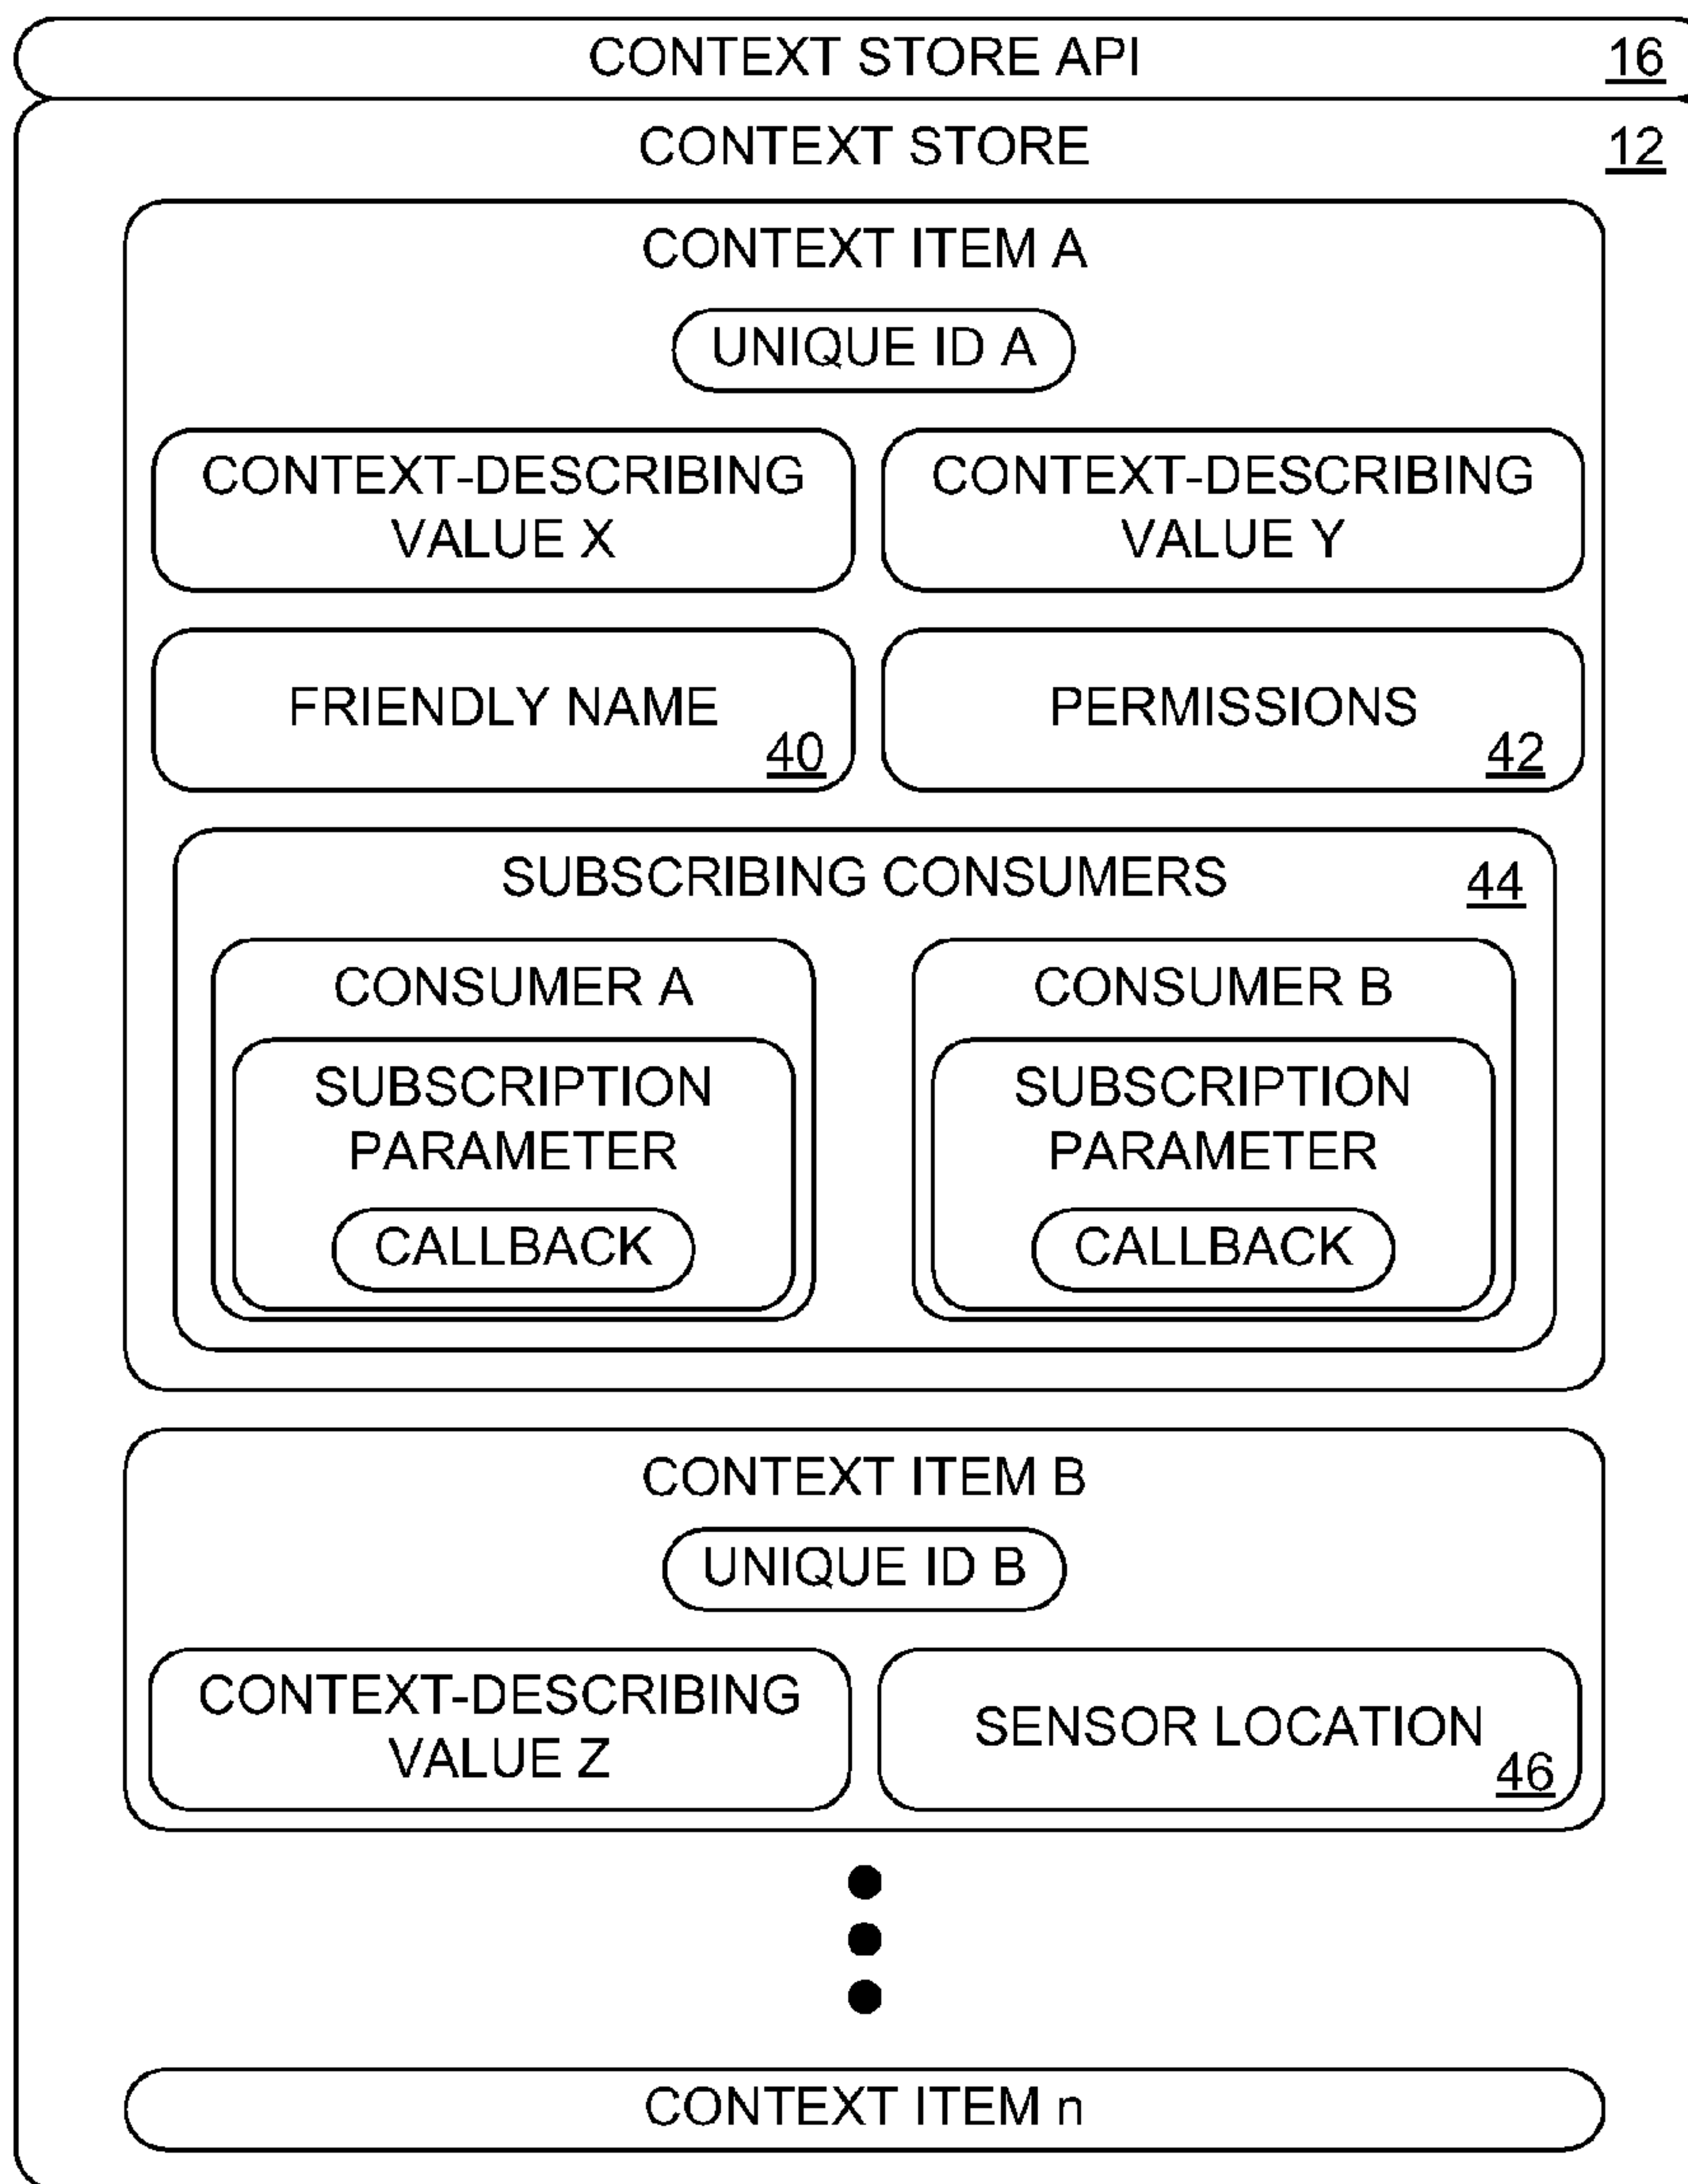 CONTEXT STORE API 16
CONTEXT STORE 12
CONTEXT ITEM A
UNIQUE ID A
CONTEXT-DESCRIBING
VALUE X
CONTEXT-DESCRIBING
VALUE Y
FRIENDLY NAME
40
PERMISSIONS
42
SUBSCRIBING CONSUMERS 44
CONSUMER A
SUBSCRIPTION
PARAMETER
CALLBACK
CONSUMER B
SUBSCRIPTION
PARAMETER
CALLBACK
CONTEXT ITEM B
UNIQUE ID B
CONTEXT-DESCRIBING
VALUE Z
SENSOR LOCATION
46
CONTEXT ITEM n